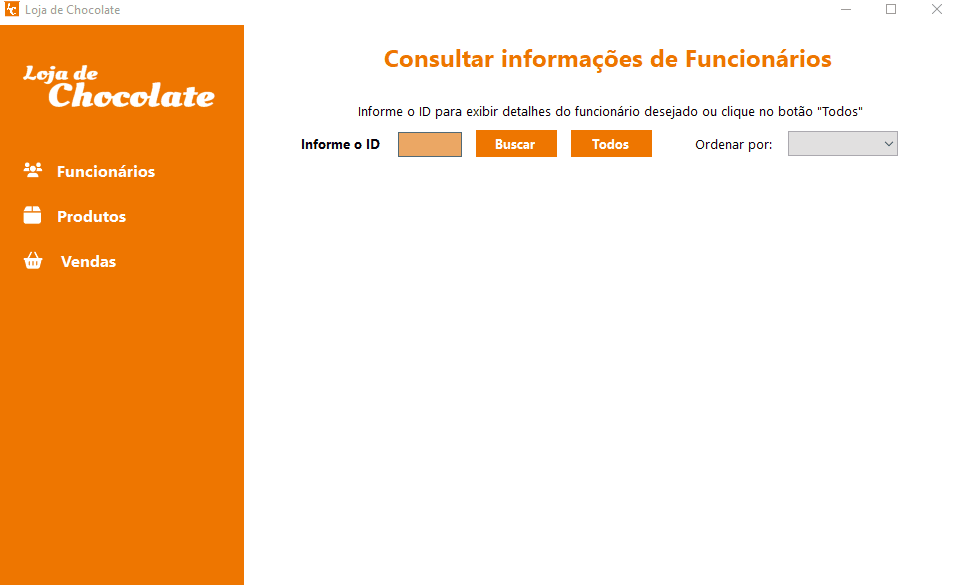 Loja de Chocolate
Loja de
Chocolate
Funcionários
Produtos
Vendas
Consultar informações de Funcionários
Informe o ID para exibir detalhes do funcionário desejado ou clique no botão "Todos"
Informe o ID Buscar Todos Ordenar por: